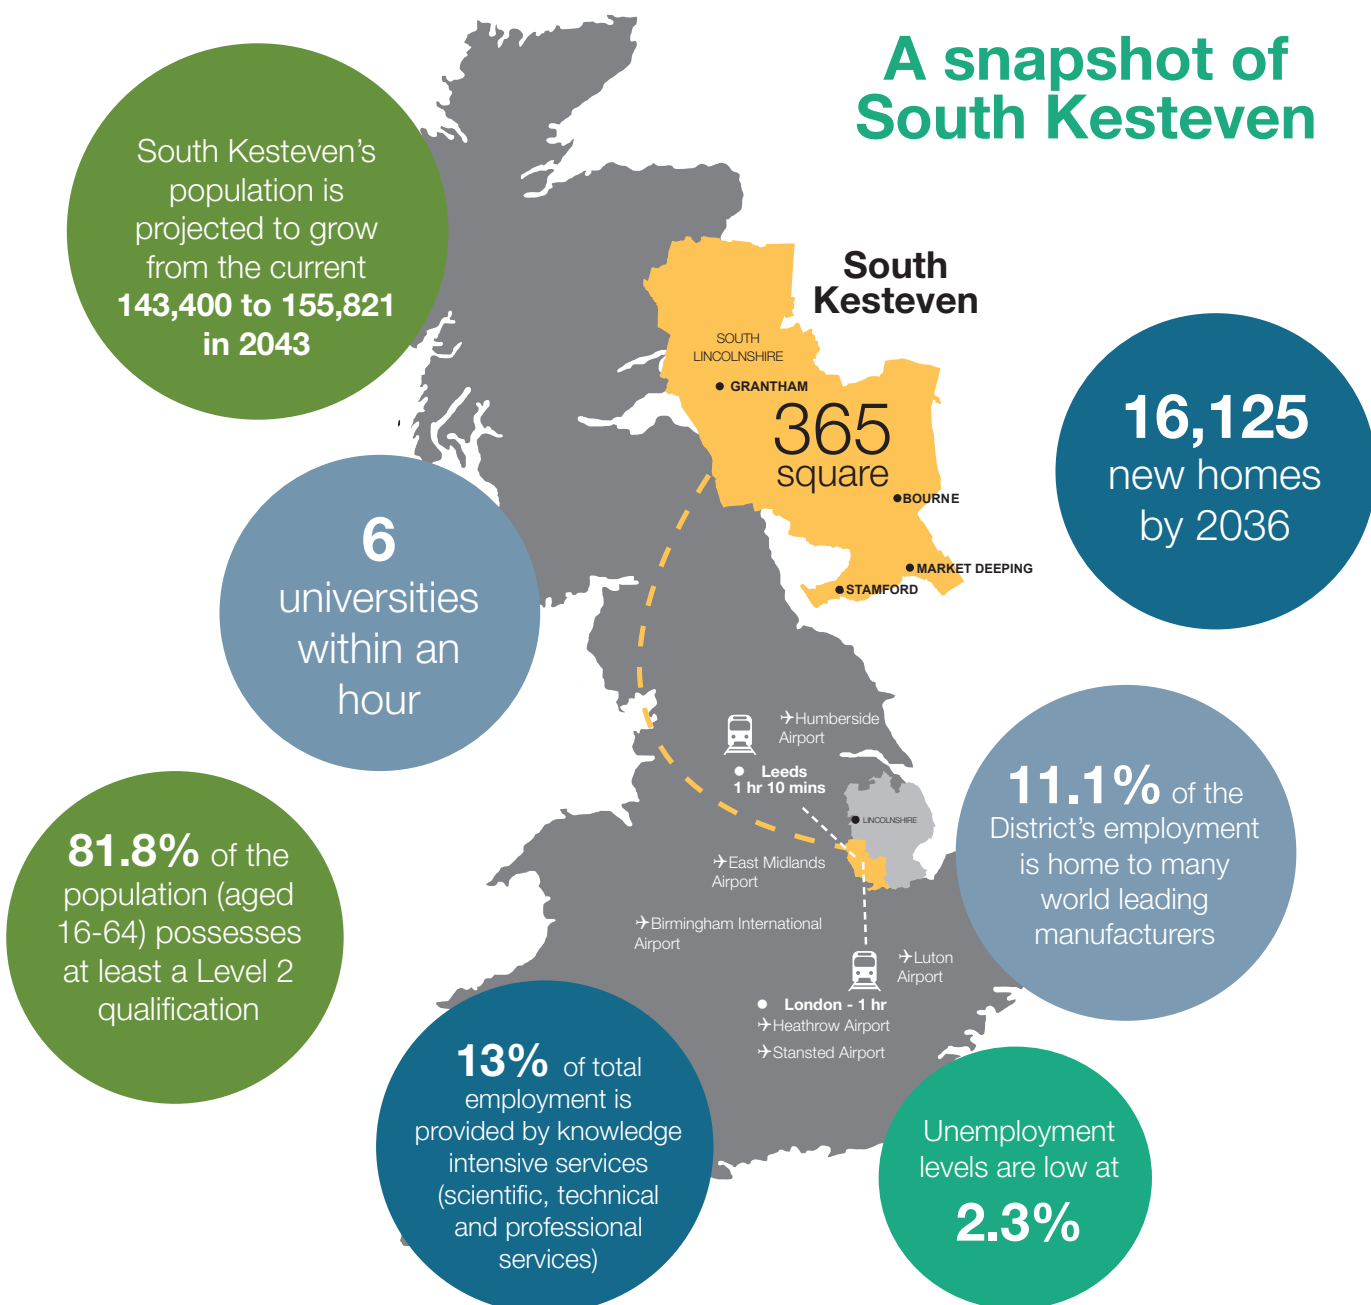 A snapshot of
South Kesteven
South Kesteven’s
population is
projected to grow
from the current
143,400 to 155,821
in 2043
South
Kesteven
SOUTH
LINCOLNSHIRE
GRANTHAM
365
square
BOURNE
MARKET DEEPING
STAMFORD
16,125
new homes
by 2036
6
universities
within an
hour
Humberside
Airport
Leeds
1 hr 10 mins
LINCOLNSHIRE
East Midlands
Airport
Birmingham International
Airport
Luton
Airport
London - 1 hr
Heathrow Airport
Stansted Airport
11.1% of the
District’s employment
is home to many
world leading
manufacturers
81.8% of the
population (aged
16-64) possesses
at least a Level 2
qualification
13% of total
employment is
provided by knowledge
intensive services
(scientific, technical
and professional
services)
Unemployment
levels are low at
2.3%